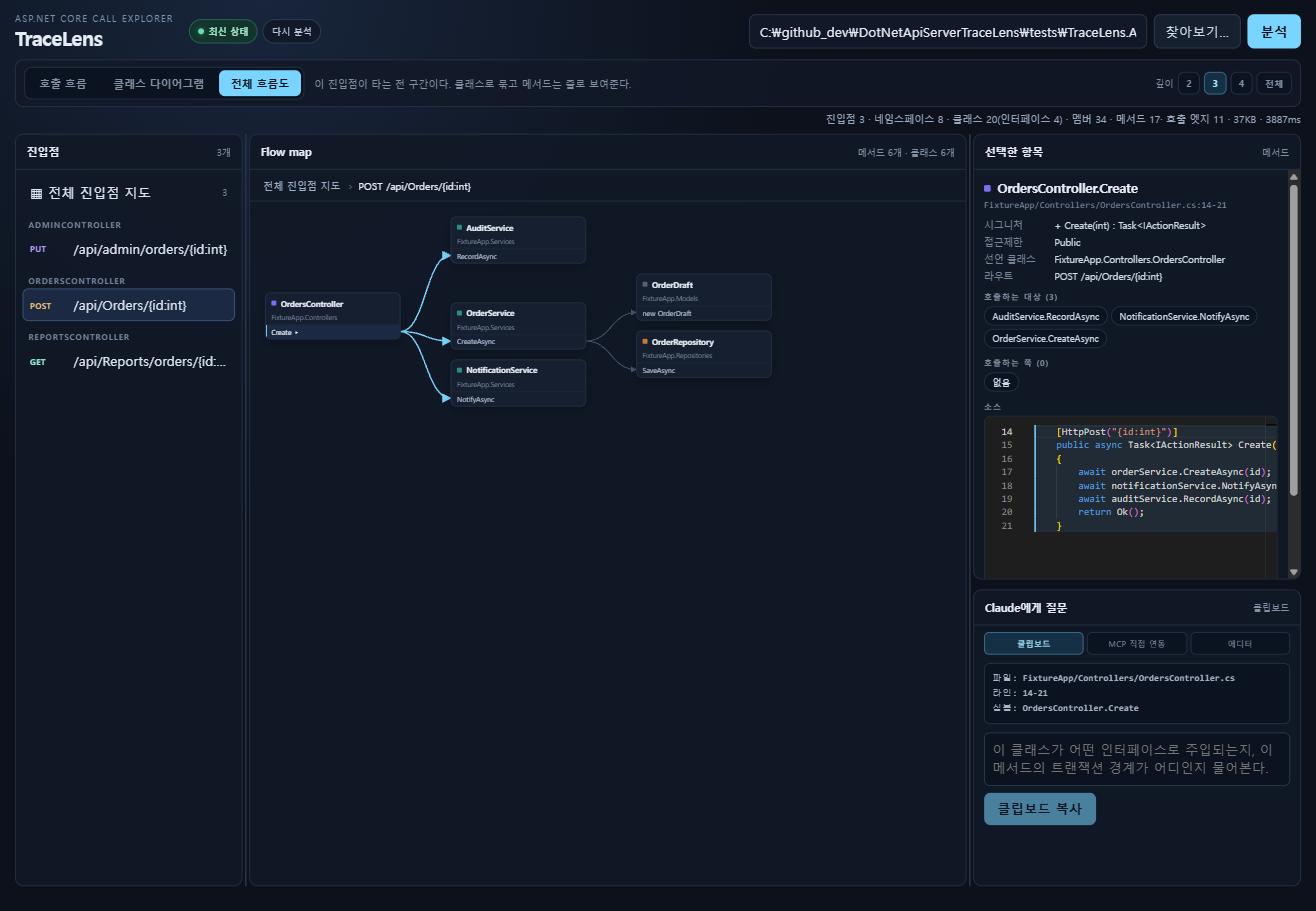 ASP.NET CORE CALL EXPLORER
TraceLens
최신 상태
다시 분석
C:₩github_dev₩DotNetApiServerTraceLens₩tests₩TraceLens.A
찾아보기...
분석
호출 흐름
클래스 다이어그램
전체 흐름도
이 진입점이 타는 전 구간이다. 클래스로 묶고 메서드는 줄로 보여준다.
깊이
2
3
4
전체
진입점 3 · 네임스페이스 8 · 클래스 20(인터페이스 4) · 멤버 34 · 메서드 17· 호출 엣지 11 · 37KB · 3887ms
진입점
3개
전체 진입점 지도
3
ADMINCONTROLLER
PUT /api/admin/orders/{id:int}
ORDERSCONTROLLER
POST /api/Orders/{id:int}
REPORTSCONTROLLER
GET /api/Reports/orders/{id:...
Flow map
메서드 6개 · 클래스 6개
전체 진입점 지도 › POST /api/Orders/{id:int}
OrdersController
FixtureApp.Controllers
Create ▸
AuditService
FixtureApp.Services
RecordAsync
OrderService
FixtureApp.Services
CreateAsync
NotificationService
FixtureApp.Services
NotifyAsync
OrderDraft
FixtureApp.Models
new OrderDraft
OrderRepository
FixtureApp.Repositories
SaveAsync
선택한 항목
메서드
OrdersController.Create
FixtureApp/Controllers/OrdersController.cs:14-21
시그니처 + Create(int) : Task<IActionResult>
접근제한 Public
선언 클래스 FixtureApp.Controllers.OrdersController
라우트 POST /api/Orders/{id:int}
호출하는 대상 (3)
AuditService.RecordAsync
NotificationService.NotifyAsync
OrderService.CreateAsync
호출하는 쪽 (0)
없음
소스
14 [HttpPost("{id:int}")]
15 public async Task<IActionResult> Create(
16 {
17 await orderService.CreateAsync(id);
18 await notificationService.NotifyAsyn
19 await auditService.RecordAsync(id);
20 return Ok();
21 }
Claude에게 질문
클립보드
클립보드
MCP 직접 연동
에디터
파일: FixtureApp/Controllers/OrdersController.cs
라인: 14-21
심볼: OrdersController.Create
이 클래스가 어떤 인터페이스로 주입되는지, 이
메서드의 트랜잭션 경계가 어디인지 물어본다.
클립보드 복사